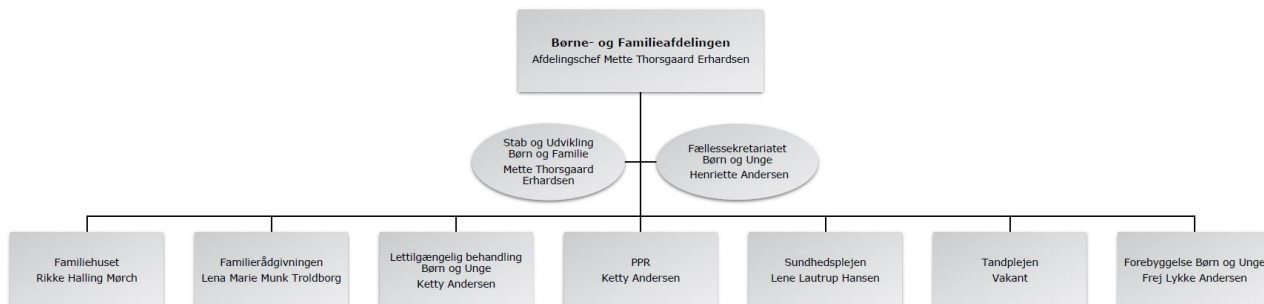 Børne- og Familieafdelingen
Afdelingschef Mette Thorsgaard Erhardsen
Stab og Udvikling
Børn og Familie
Mette Thorsgaard
Erhardsen
Fællessekretariatet
Børn og Unge
Henriette Andersen
Familiehuset
Rikke Halling Mørch
Familierådgivningen
Lena Marie Munk Troldborg
Lettilgængelig behandling
Børn og Unge
Ketty Andersen
PPR
Ketty Andersen
Sundhedsplejen
Lene Lautrup Hansen
Tandplejen
Vakant
Forebyggelse Børn og Unge
Frej Lykke Andersen